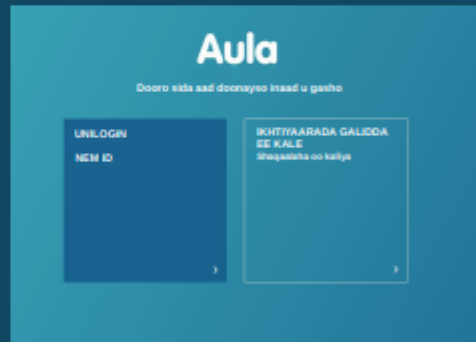 Aula
Dooro sida aad doonayso inaad u gasho
UNILOGIN
NEM ID
IKHTIYAARADA GALIDDA
EE KALE
Shaqaalaha oo kaliya